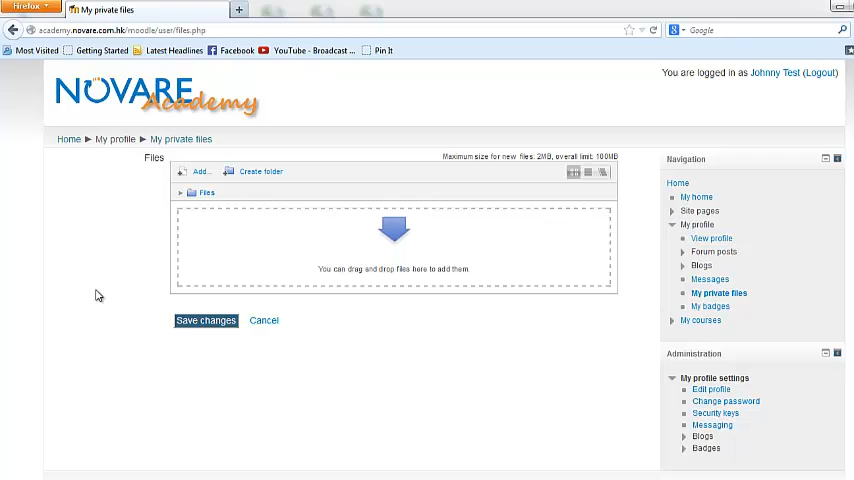 Firefox
My private files
academy.novare.com.hk/moodle/user/files.php
Google
Most Visited
Getting Started
Latest Headlines
Facebook
YouTube - Broadcast ...
Pin It
You are logged in as Johnny Test (Logout)
NOVARE
Academy
Home ► My profile ► My private files
Files
Maximum size for new files: 2MB, overall limit: 100MB
Add...
Create folder
Files
You can drag and drop files here to add them.
Save changes
Cancel
Navigation
Home
My home
Site pages
My profile
View profile
Forum posts
Blogs
Messages
My private files
My badges
My courses
Administration
My profile settings
Edit profile
Change password
Security keys
Messaging
Blogs
Badges